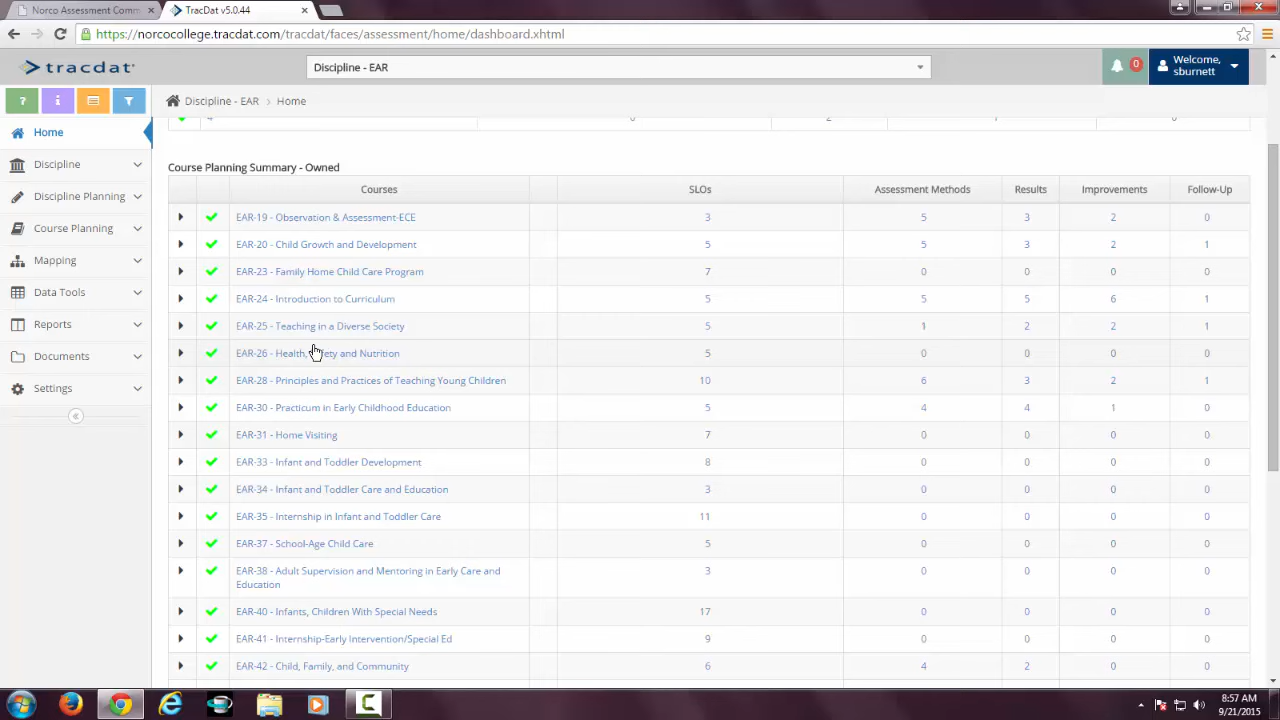 Norco Assessment Comm ×
TracDat v5.0.44 ×
https://norcocollege.tracdat.com/tracdat/faces/assessment/home/dashboard.xhtml
tracdat
Discipline - EAR
0
Welcome,
sburnett
? i
Discipline - EAR > Home
Home
Discipline
Discipline Planning
Course Planning
Mapping
Data Tools
Reports
Documents
Settings
Course Planning Summary - Owned
Courses SLOs Assessment Methods Results Improvements Follow-Up
EAR-19 - Observation & Assessment-ECE 3 5 3 2 0
EAR-20 - Child Growth and Development 5 5 3 2 1
EAR-23 - Family Home Child Care Program 7 0 0 0 0
EAR-24 - Introduction to Curriculum 5 5 5 6 1
EAR-25 - Teaching in a Diverse Society 5 1 2 2 1
EAR-26 - Health, Safety and Nutrition 5 0 0 0 0
EAR-28 - Principles and Practices of Teaching Young Children 10 6 3 2 1
EAR-30 - Practicum in Early Childhood Education 5 4 4 1 0
EAR-31 - Home Visiting 7 0 0 0 0
EAR-33 - Infant and Toddler Development 8 0 0 0 0
EAR-34 - Infant and Toddler Care and Education 3 0 0 0 0
EAR-35 - Internship in Infant and Toddler Care 11 0 0 0 0
EAR-37 - School-Age Child Care 5 0 0 0 0
EAR-38 - Adult Supervision and Mentoring in Early Care and 3 0 0 0 0
Education
EAR-40 - Infants, Children With Special Needs 17 0 0 0 0
EAR-41 - Internship-Early Intervention/Special Ed 9 0 0 0 0
EAR-42 - Child, Family, and Community 6 4 2 0 0
8:57 AM
9/21/2015